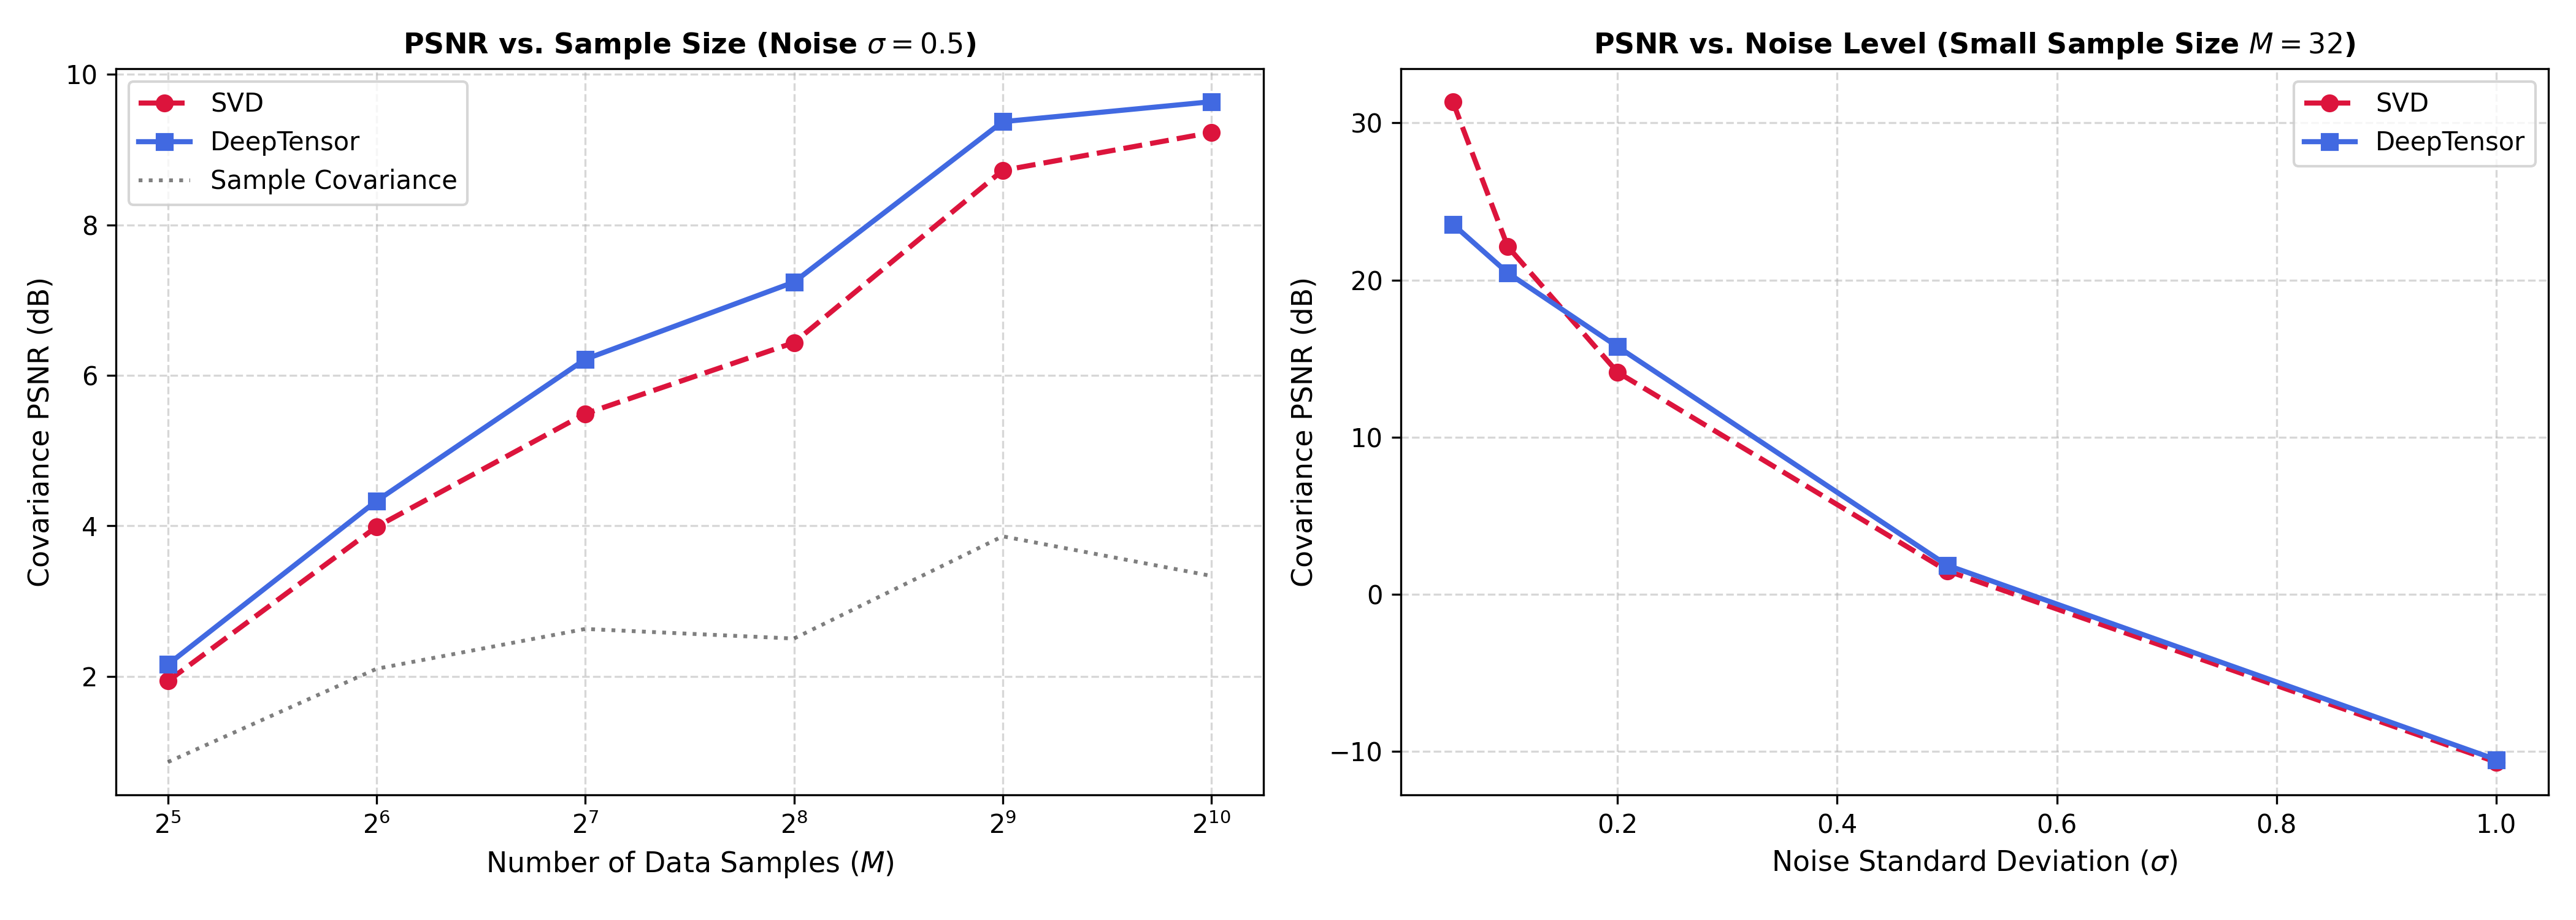 PSNR vs. Sample Size (Noise σ = 0.5)
10
8
6
4
2
Covariance PSNR (dB)
SVD
DeepTensor
Sample Covariance
2⁵
2⁶
2⁷
2⁸
2⁹
2¹⁰
Number of Data Samples (M)
PSNR vs. Noise Level (Small Sample Size M = 32)
30
20
10
0
−10
Covariance PSNR (dB)
SVD
DeepTensor
0.2
0.4
0.6
0.8
1.0
Noise Standard Deviation (σ)